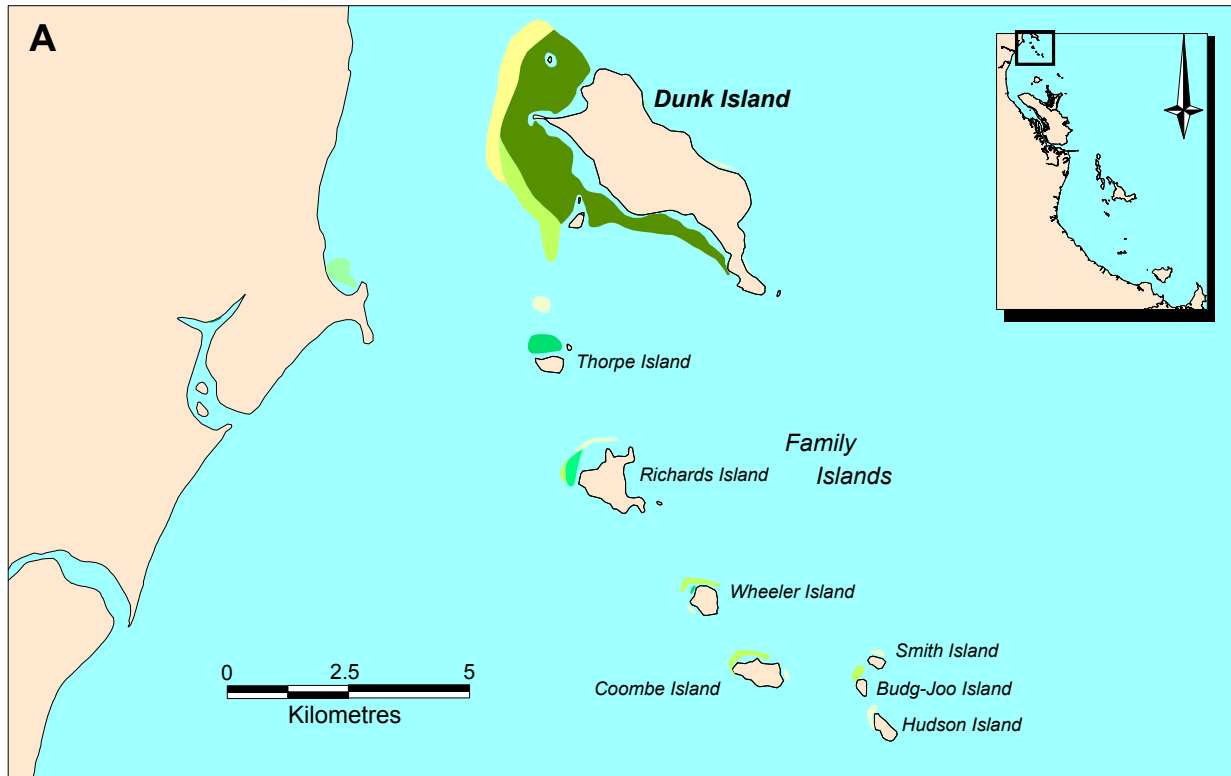 A
Dunk Island
Thorpe Island
Family
Islands
Richards Island
Wheeler Island
Smith Island
Coombe Island
Budg-Joo Island
Hudson Island
0 2.5 5
Kilometres